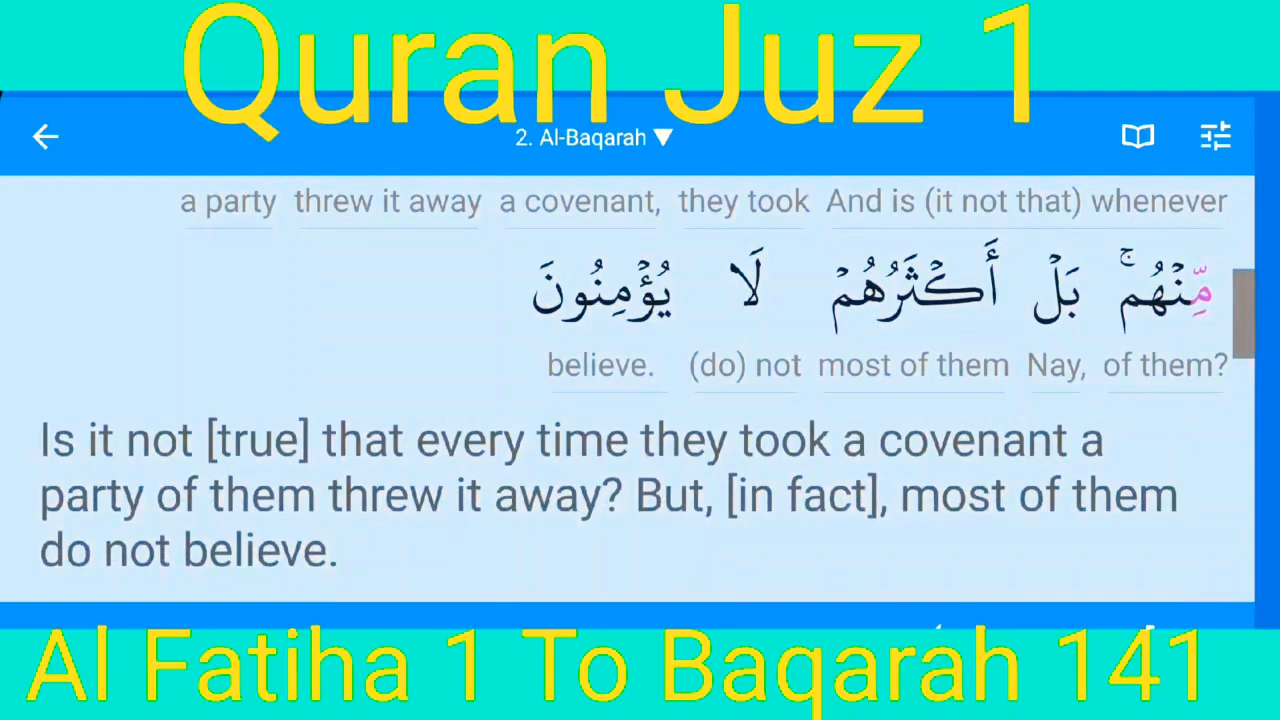 Quran Juz 1
2. Al-Baqarah ▼
a party threw it away a covenant, they took And is (it not that) whenever
مِّنۡهُمۚ بَلۡ أَكۡثَرُهُمۡ لَا يُؤۡمِنُونَ
believe. (do) not most of them Nay, of them?
Is it not [true] that every time they took a covenant a
party of them threw it away? But, [in fact], most of them
do not believe.
Al Fatiha 1 To Baqarah 141